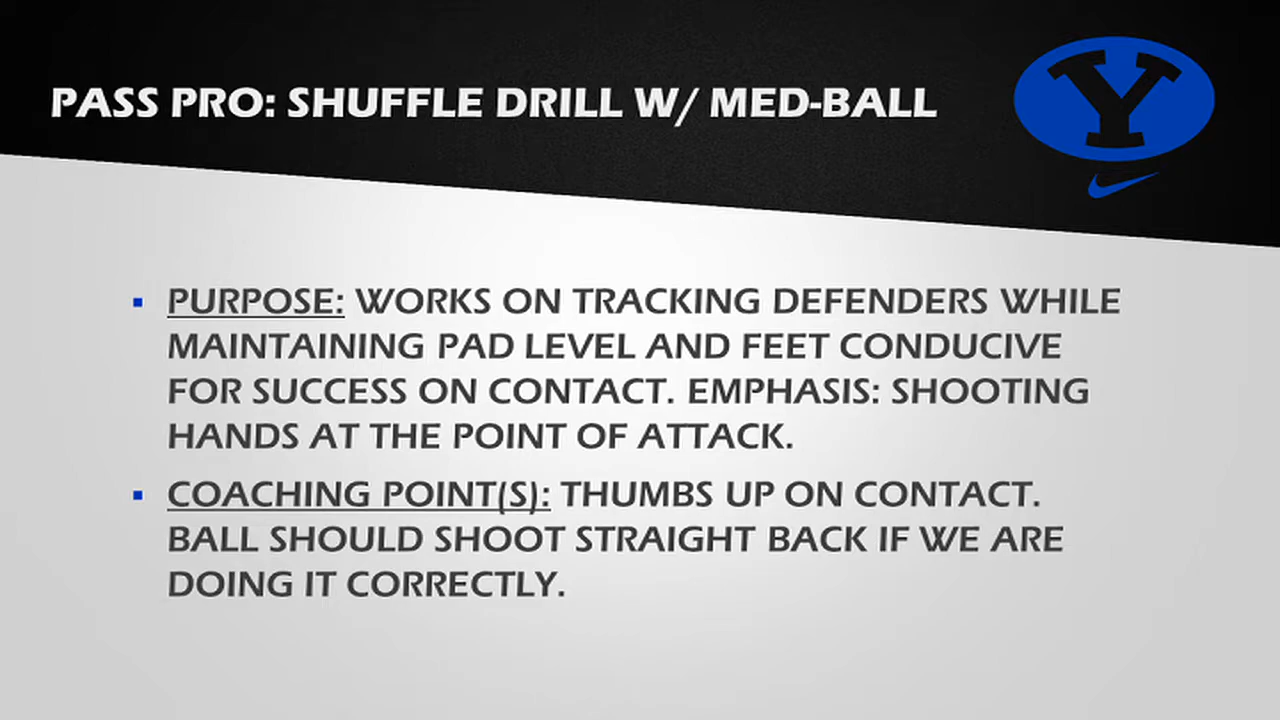 PASS PRO: SHUFFLE DRILL W/ MED-BALL
Y
PURPOSE: WORKS ON TRACKING DEFENDERS WHILE
MAINTAINING PAD LEVEL AND FEET CONDUCIVE
FOR SUCCESS ON CONTACT. EMPHASIS: SHOOTING
HANDS AT THE POINT OF ATTACK.
COACHING POINT(S): THUMBS UP ON CONTACT.
BALL SHOULD SHOOT STRAIGHT BACK IF WE ARE
DOING IT CORRECTLY.